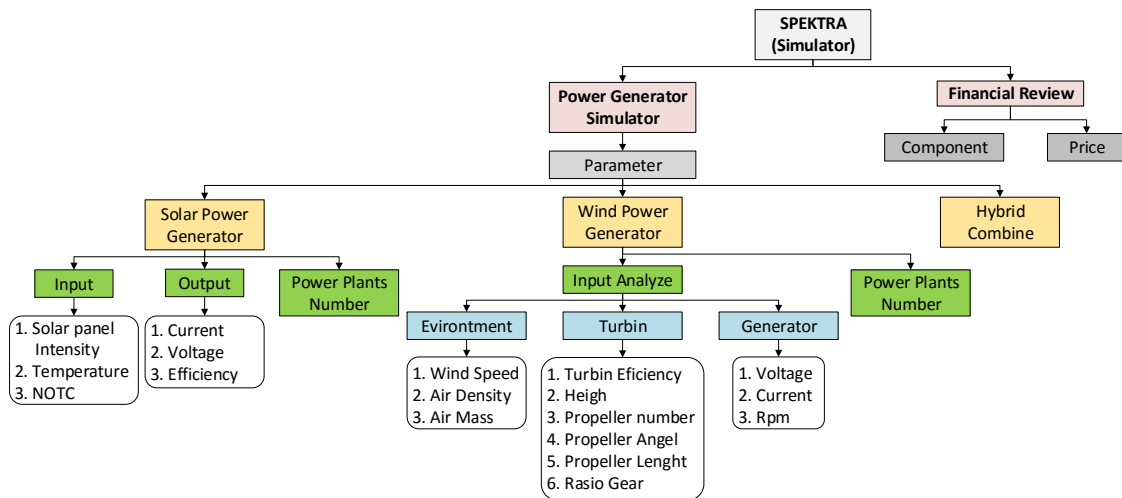 SPEKTRA
(Simulator)
Power Generator
Simulator
Financial Review
Component
Price
Parameter
Solar Power
Generator
Wind Power
Generator
Hybrid
Combine
Input
Output
Power Plants
Number
Input Analyze
Power Plants
Number
1. Solar panel
Intensity
2. Temperature
3. NOTC
1. Current
2. Voltage
3. Efficiency
Evirontment
Turbin
Generator
1. Wind Speed
2. Air Density
3. Air Mass
1. Turbin Eficiency
2. Heigh
3. Propeller number
4. Propeller Angel
5. Propeller Lenght
6. Rasio Gear
1. Voltage
2. Current
3. Rpm